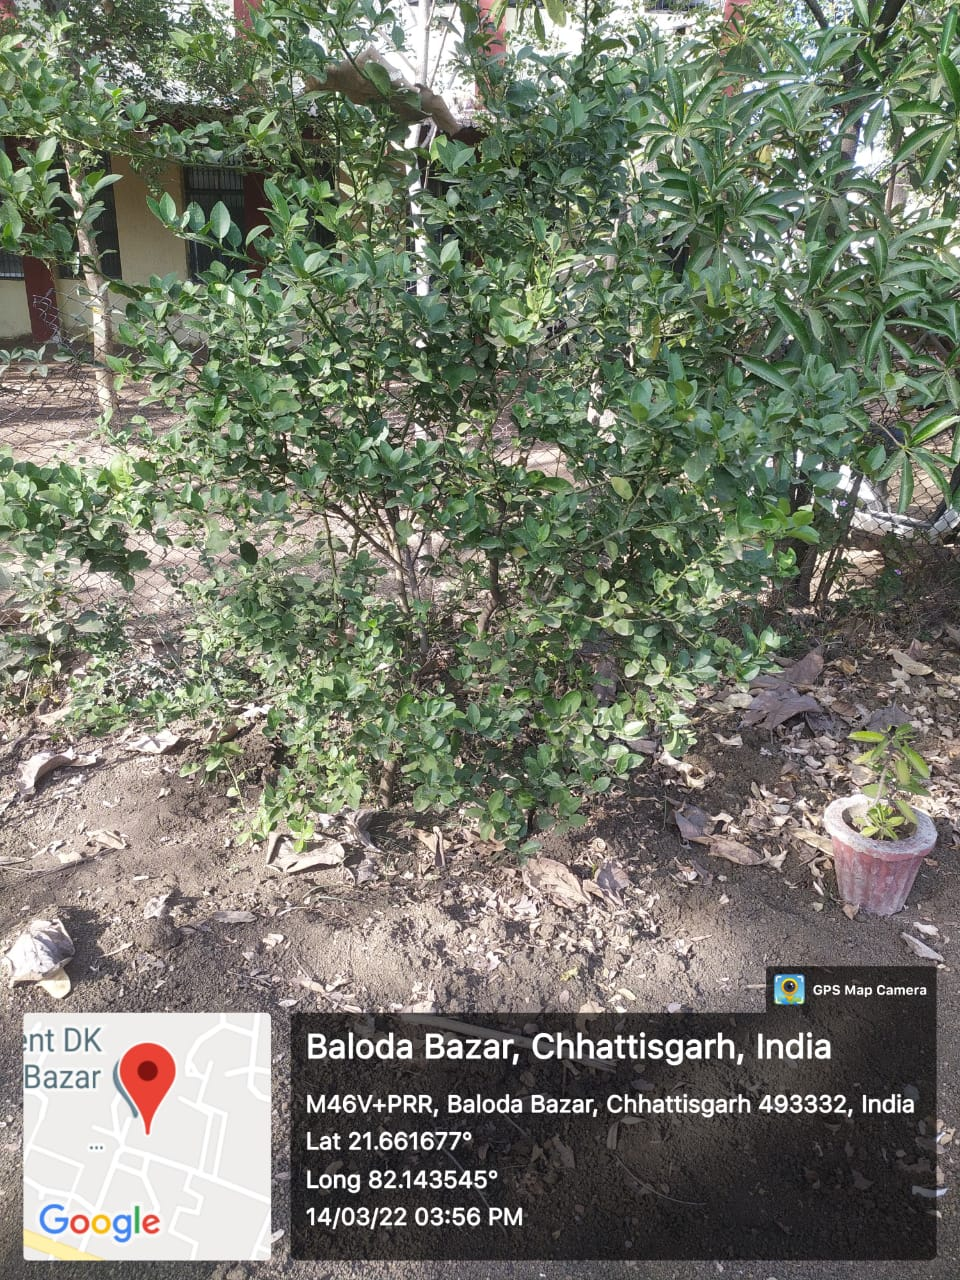 GPS Map Camera
ent DK
Bazar
...
Google
Baloda Bazar, Chhattisgarh, India
M46V+PRR, Baloda Bazar, Chhattisgarh 493332, India
Lat 21.661677°
Long 82.143545°
14/03/22 03:56 PM